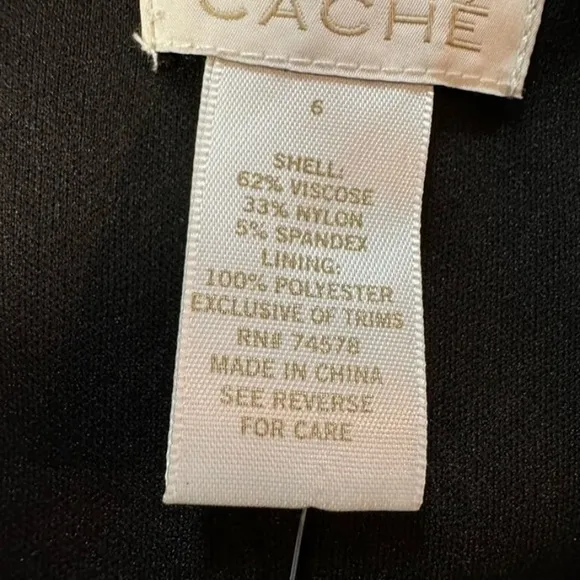 CACHÉ
6
SHELL:
62% VISCOSE
33% NYLON
5% SPANDEX
LINING:
100% POLYESTER
EXCLUSIVE OF TRIMS
RN# 74578
MADE IN CHINA
SEE REVERSE
FOR CARE